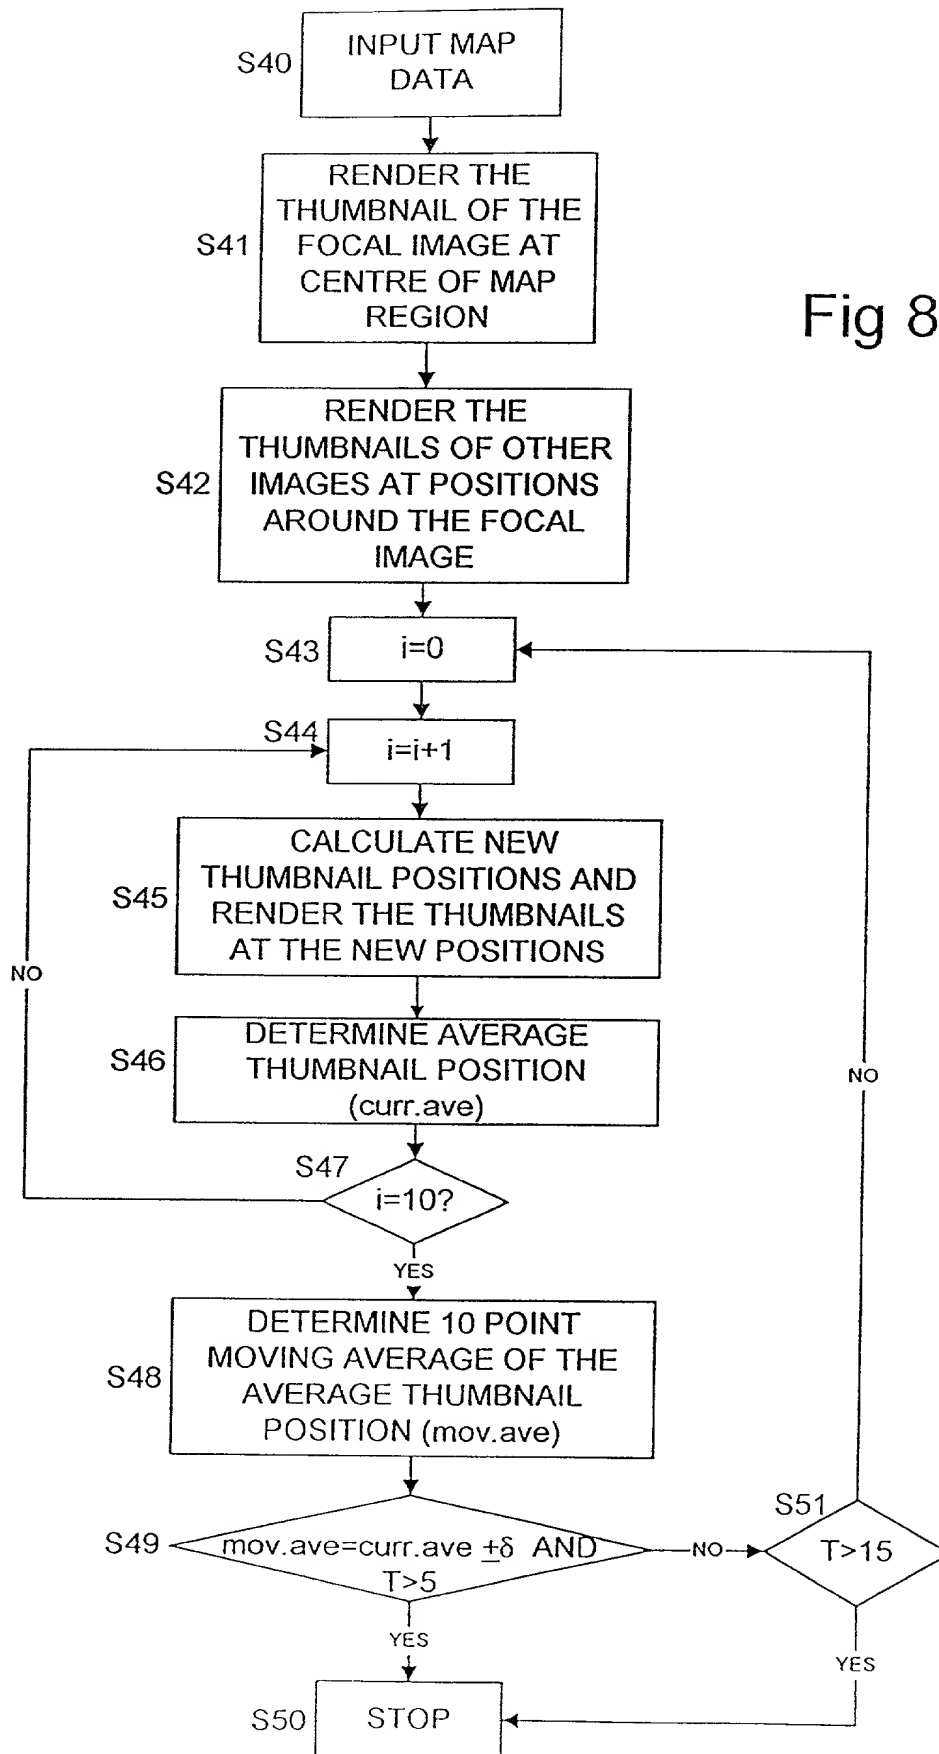 S40
INPUT MAP
DATA
S41
RENDER THE
THUMBNAIL OF THE
FOCAL IMAGE AT
CENTRE OF MAP
REGION
Fig 8
S42
RENDER THE
THUMBNAILS OF OTHER
IMAGES AT POSITIONS
AROUND THE FOCAL
IMAGE
S43
i=0
S44
i=i+1
S45
CALCULATE NEW
THUMBNAIL POSITIONS AND
RENDER THE THUMBNAILS
AT THE NEW POSITIONS
NO
S46
DETERMINE AVERAGE
THUMBNAIL POSITION
(curr.ave)
NO
S47
i=10?
YES
S48
DETERMINE 10 POINT
MOVING AVERAGE OF THE
AVERAGE THUMBNAIL
POSITION (mov.ave)
S49
mov.ave=curr.ave ±δ AND
T>5
NO
S51
T>15
YES
YES
S50
STOP